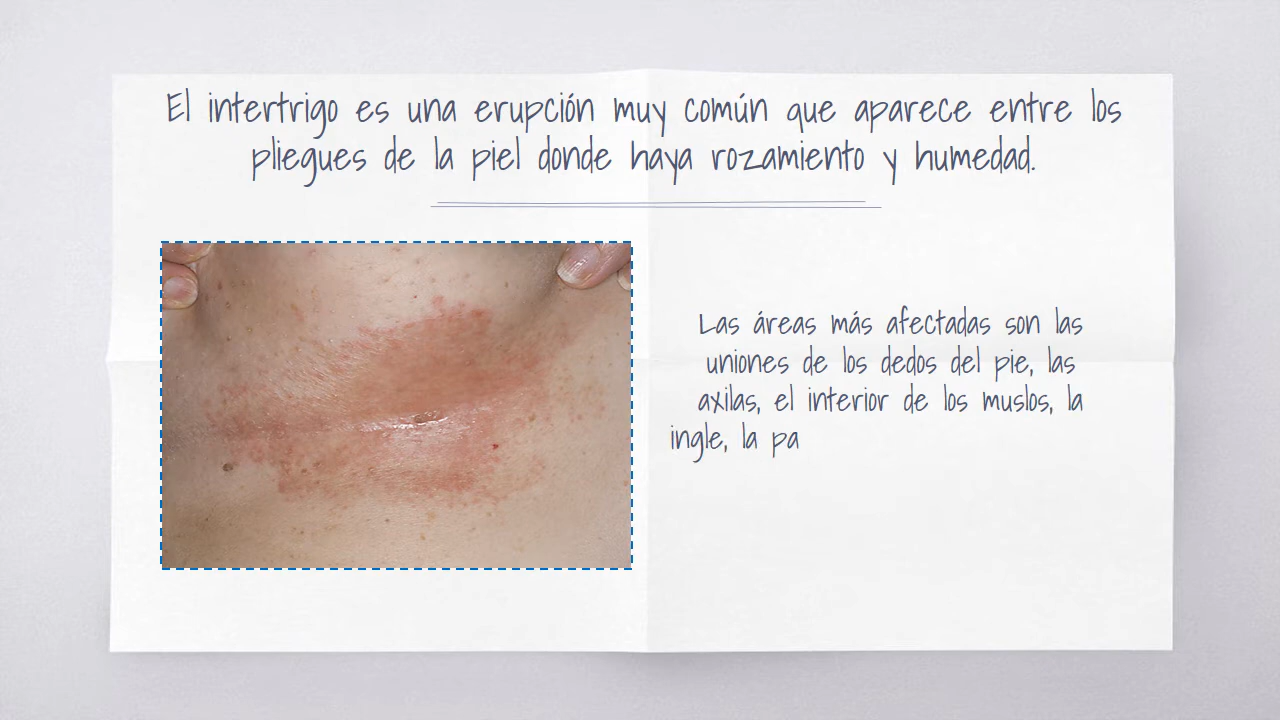 El intertrigo es una erupción muy común que aparece entre los
pliegues de la piel donde haya rozamiento y humedad.
Las áreas más afectadas son las
uniones de los dedos del pie, las
axilas, el interior de los muslos, la
ingle, la pa